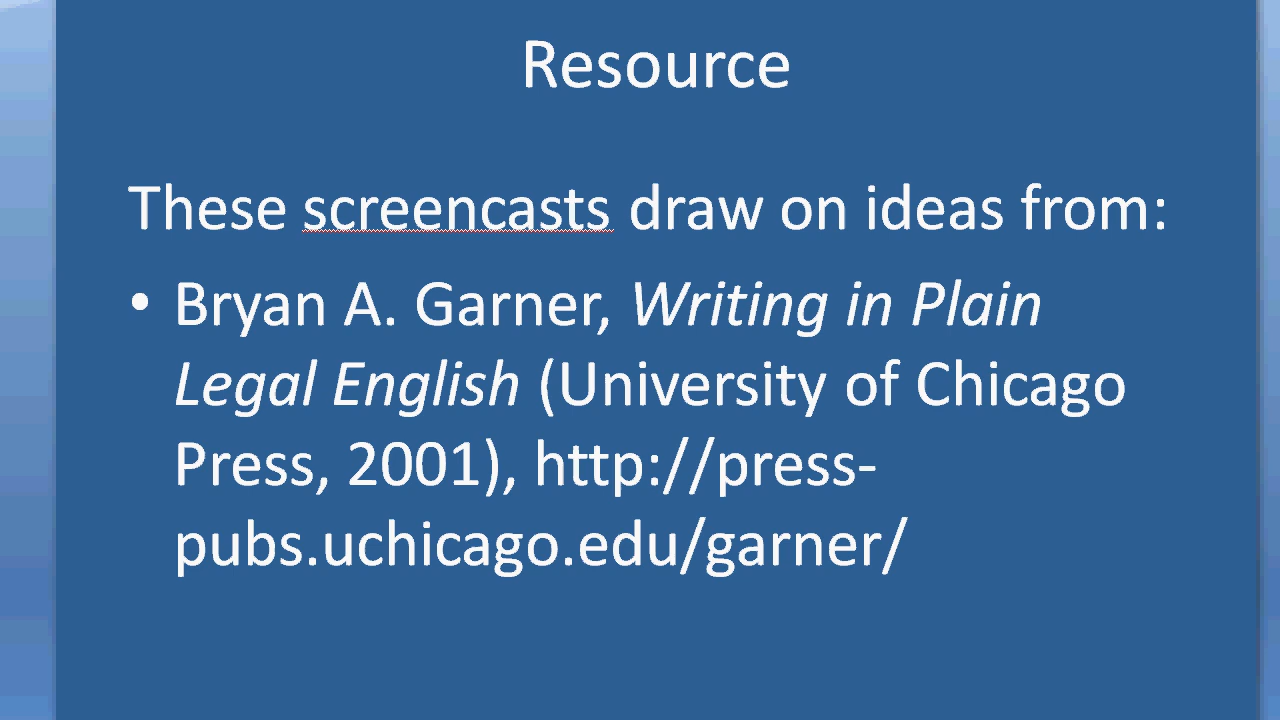 Resource
These screencasts draw on ideas from:
• Bryan A. Garner, Writing in Plain
Legal English (University of Chicago
Press, 2001), http://press-
pubs.uchicago.edu/garner/